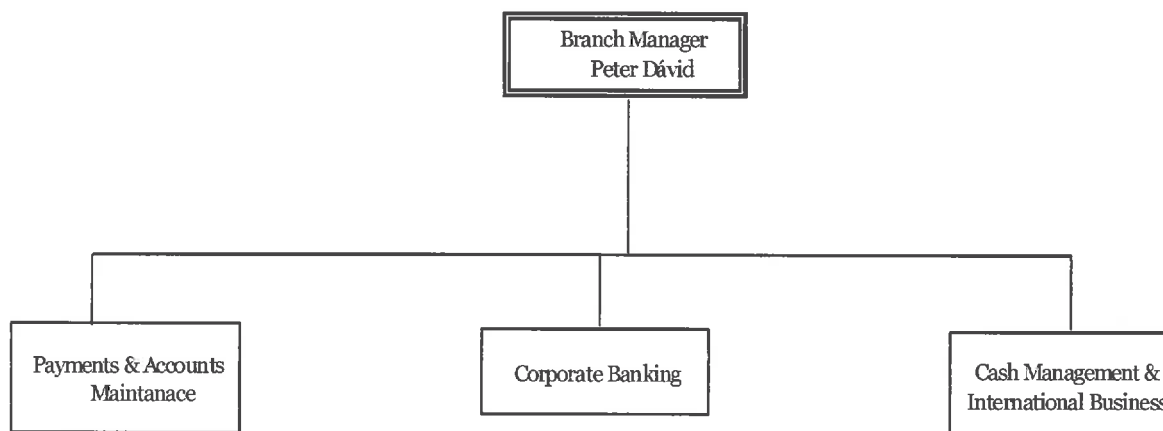 Branch Manager
Peter Dávid
Payments & Accounts
Maintanace
Corporate Banking
Cash Management &
International Business